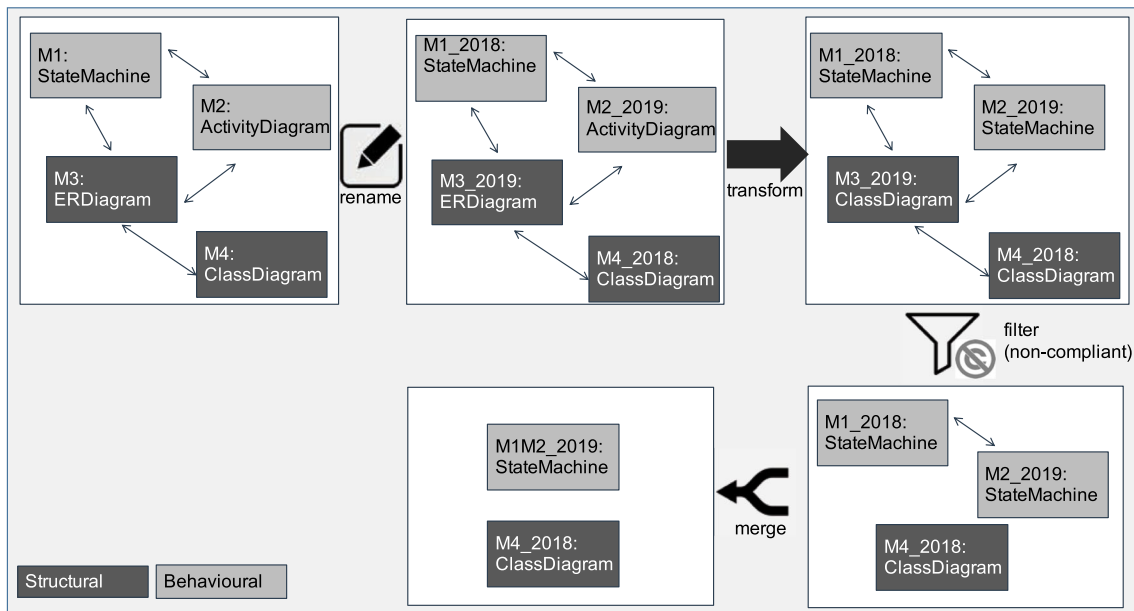 M1:
StateMachine
M2:
ActivityDiagram
M3:
ERDiagram
M4:
ClassDiagram
rename
M1_2018:
StateMachine
M2_2019:
ActivityDiagram
M3_2019:
ERDiagram
M4_2018:
ClassDiagram
transform
M1_2018:
StateMachine
M2_2019:
StateMachine
M3_2019:
ClassDiagram
M4_2018:
ClassDiagram
filter
(non-compliant)
C
M1_2018:
StateMachine
M2_2019:
StateMachine
M4_2018:
ClassDiagram
merge
M1M2_2019:
StateMachine
M4_2018:
ClassDiagram
Structural
Behavioural